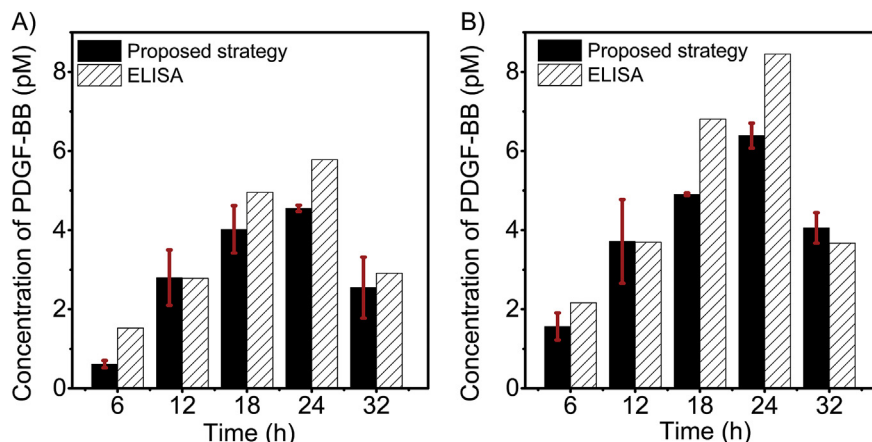 A)
Concentration of PDGF-BB (pM)
8
6
4
2
0
Proposed strategy
ELISA
6 12 18 24 32
Time (h)
B)
Concentration of PDGF-BB (pM)
8
6
4
2
0
Proposed strategy
ELISA
6 12 18 24 32
Time (h)